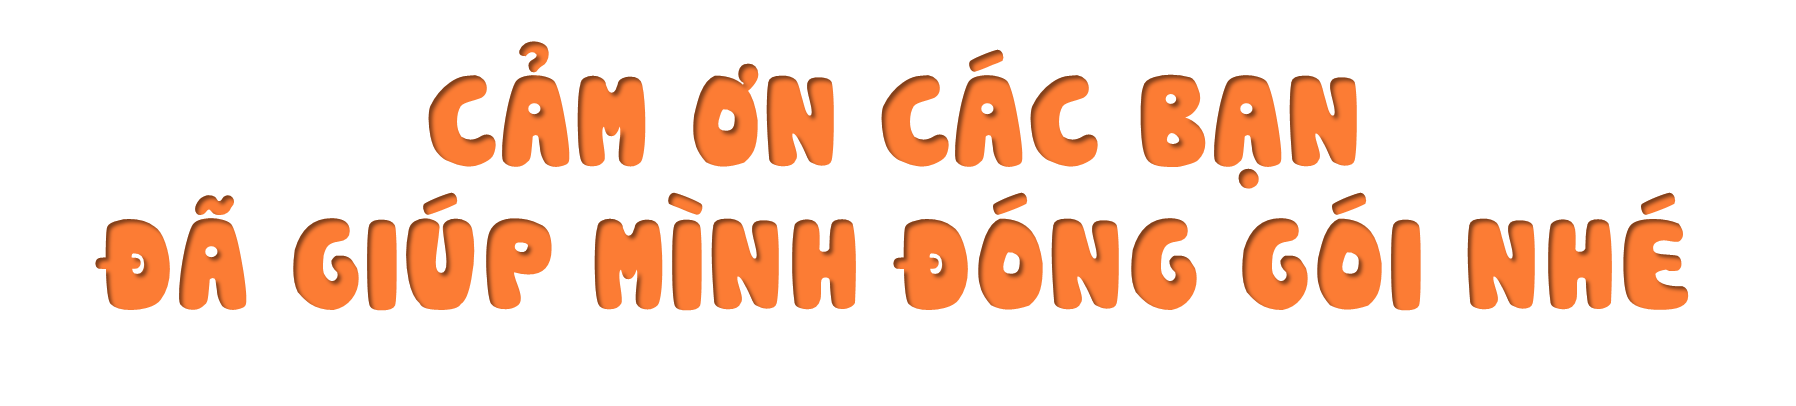 CẢM ƠN CÁC BẠN
ĐÃ GIÚP MÌNH ĐÓNG GÓI NHÉ